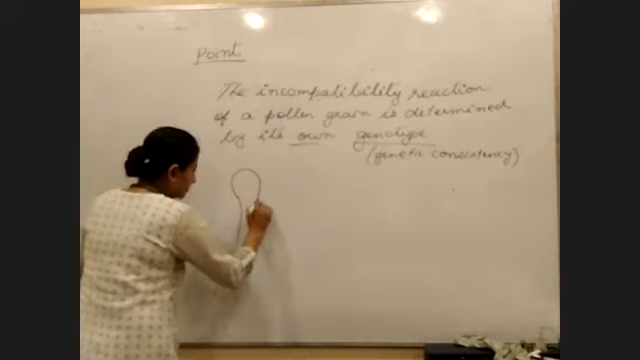 Point
The incompatibility reaction
of a pollen grain is determined
by its own genotype
(genetic consistency)